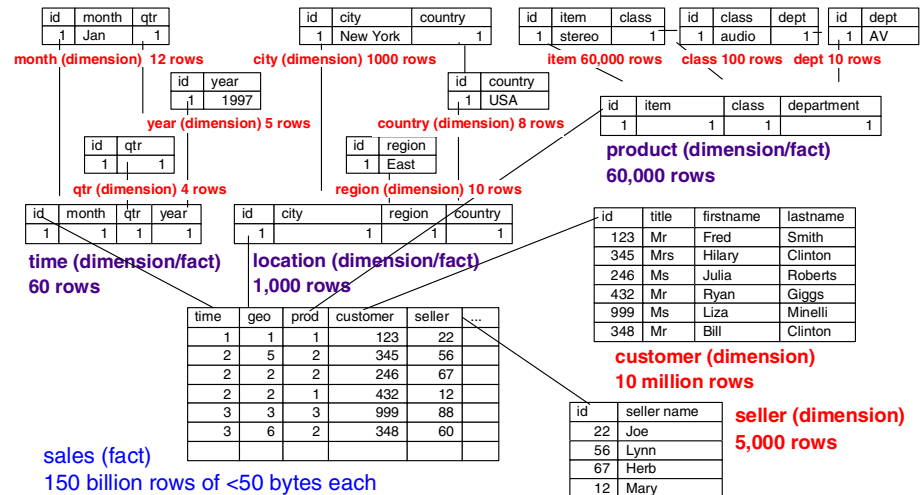 id month qtr
1 Jan 1
month (dimension) 12 rows
id city country
1 New York 1
city (dimension) 1000 rows
id item class
1 stereo 1
item 60,000 rows
id class dept
1 audio 1
class 100 rows
id dept
1 AV
dept 10 rows
id year
1 1997
year (dimension) 5 rows
id country
1 USA
country (dimension) 8 rows
id item class department
1 1 1 1
product (dimension/fact)
60,000 rows
id qtr
1 1
qtr (dimension) 4 rows
id region
1 East
region (dimension) 10 rows
id month qtr year
1 1 1 1
time (dimension/fact)
60 rows
id city region country
1 1 1 1
location (dimension/fact)
1,000 rows
id title firstname lastname
123 Mr Fred Smith
345 Mrs Hilary Clinton
246 Ms Julia Roberts
432 Mr Ryan Giggs
999 Ms Liza Minelli
348 Mr Bill Clinton
customer (dimension)
10 million rows
time geo prod customer seller ...
1 1 1 123 22
2 5 2 345 56
2 2 2 246 67
2 2 1 432 12
3 3 3 999 88
3 6 2 348 60
sales (fact)
150 billion rows of <50 bytes each
id seller name
22 Joe
56 Lynn
67 Herb
12 Mary
seller (dimension)
5,000 rows